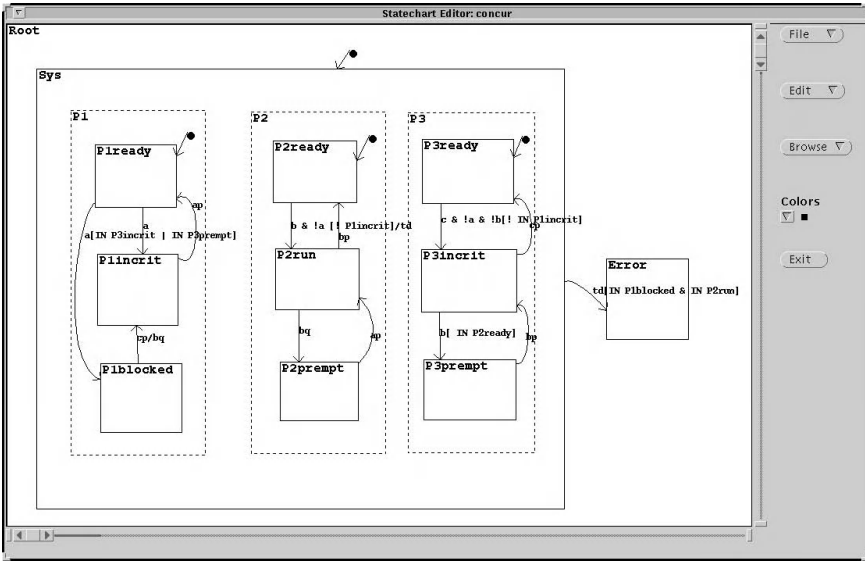 Statechart Editor: concur
Root
File
Sys
Edit
P1
P2
P3
P1ready
P2ready
P3ready
Browse
ap
Colors
a
b & !a [! P1incrit]/td
c & !a & !b[! IN P1incrit]
a[IN P3incrit | IN P3prempt]
bp
cp
P1incrit
P2run
P3incrit
Error
Exit
td[IN P1blocked & IN P2run]
cp/bq
bq
ap
b[ IN P2ready]
bp
P1blocked
P2prempt
P3prempt